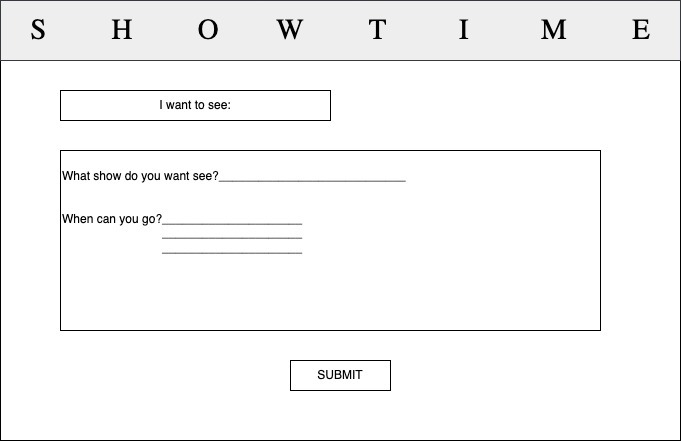 S H O W T I M E
I want to see:
What show do you want see?____________________________
When can you go?_____________________
_____________________
_____________________
SUBMIT